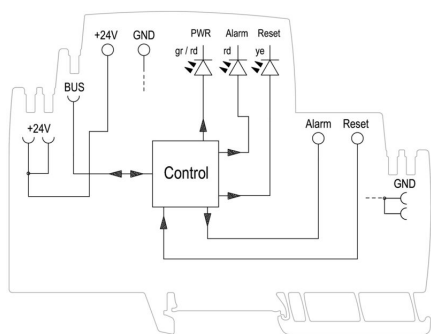 +24V GND PWR Alarm Reset
gr / rd rd ye
BUS
+24V
Alarm Reset
Control
GND